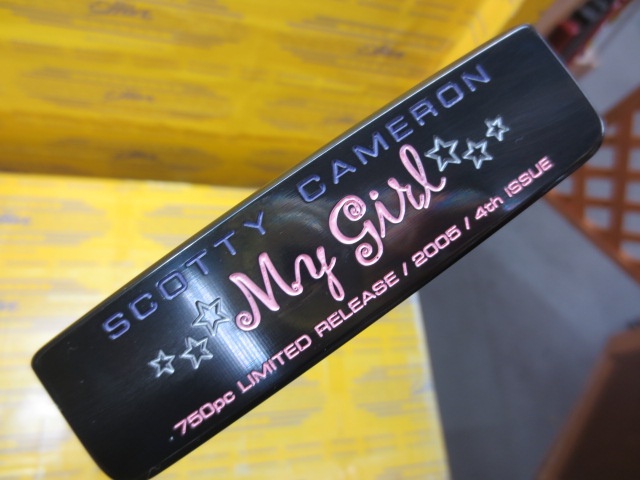 SCOTTY CAMERON
My Girl
750pc LIMITED RELEASE / 2005 / 4th ISSUE